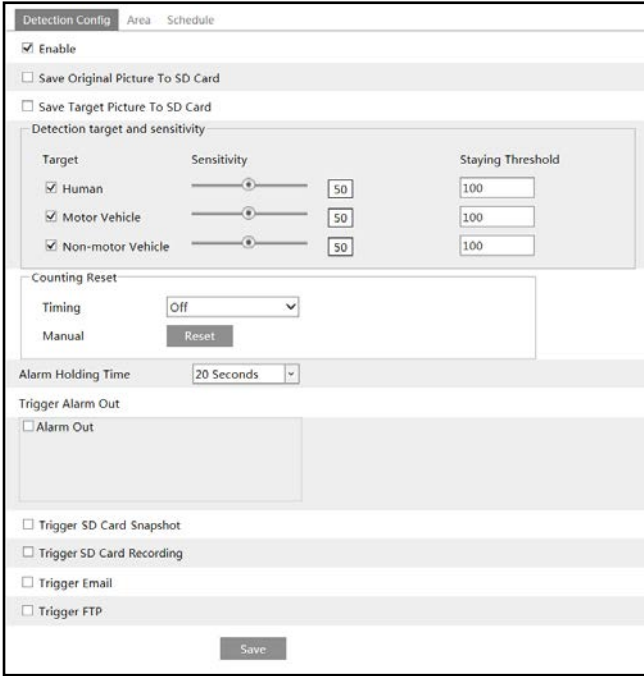 Detection Config Area Schedule
Enable
Save Original Picture To SD Card
Save Target Picture To SD Card
Detection target and sensitivity
Target Sensitivity Staying Threshold
Human 50 100
Motor Vehicle 50 100
Non-motor Vehicle 50 100
Counting Reset
Timing Off
Manual Reset
Alarm Holding Time 20 Seconds
Trigger Alarm Out
Alarm Out
Trigger SD Card Snapshot
Trigger SD Card Recording
Trigger Email
Trigger FTP
Save